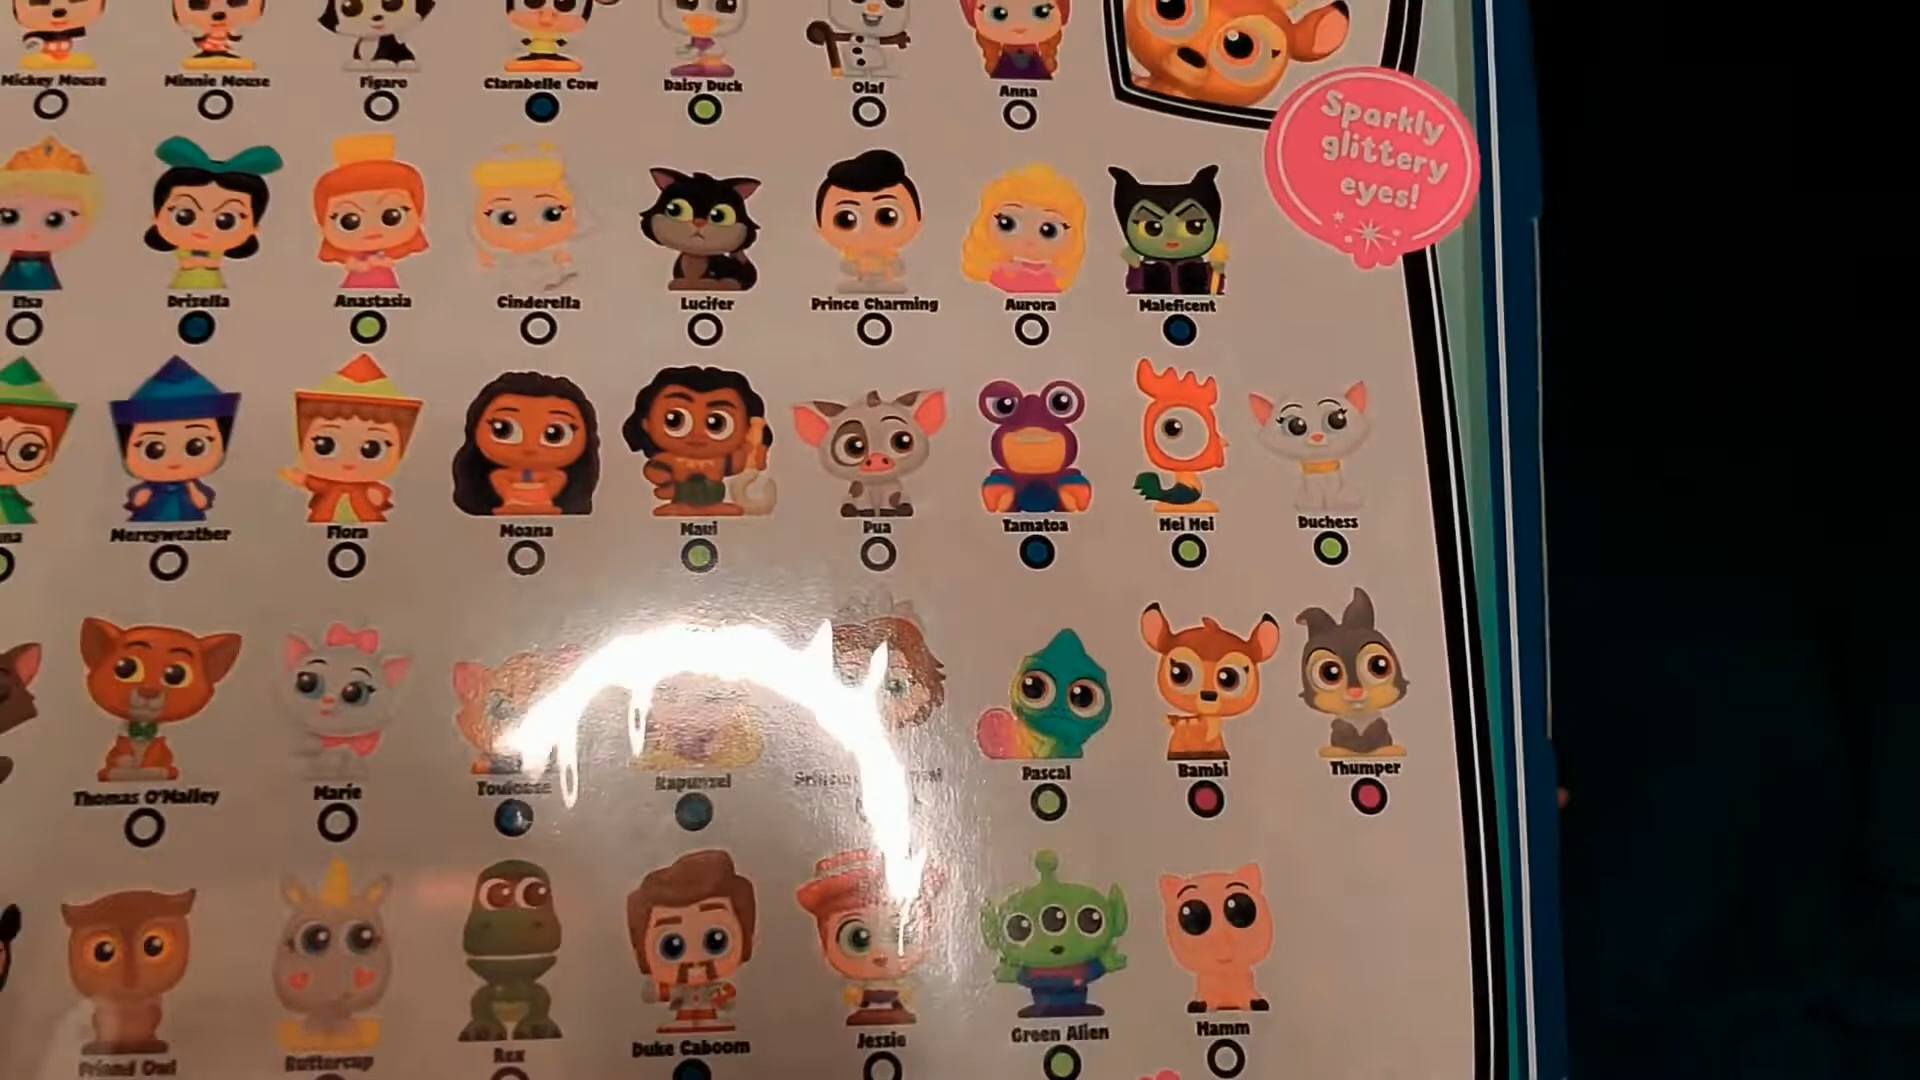 Mickey Mouse Minnie Mouse Figaro Clarabelle Cow Daisy Duck Olaf Anna
Sparkly
glittery
eyes!
Elsa Drizella Anastasia Cinderella Lucifer Prince Charming Aurora Maleficent
Merryweather Flora Moana Maui Pua Tamatoa Hei Hei Duchess
Thomas O'Malley Marie Toulouse Rapunzel Pascal Bambi Thumper
Friend Owl Buttercup Rex Duke Caboom Jessie Green Alien Hamm